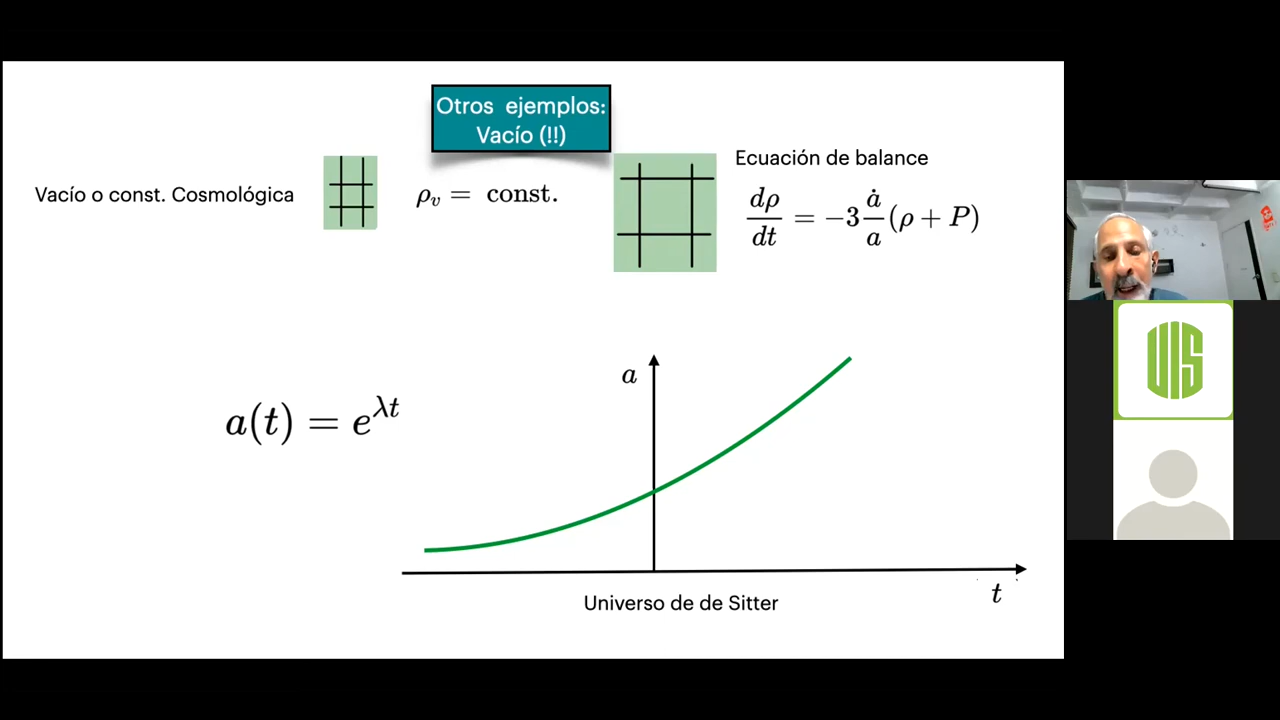 Otros ejemplos:
Vacío (!!)
Vacío o const. Cosmológica
ρᵥ = const.
Ecuación de balance
dρ/dt = −3 ȧ/a (ρ + P)
a(t) = e^{λt}
a
t
Universo de de Sitter
UIS